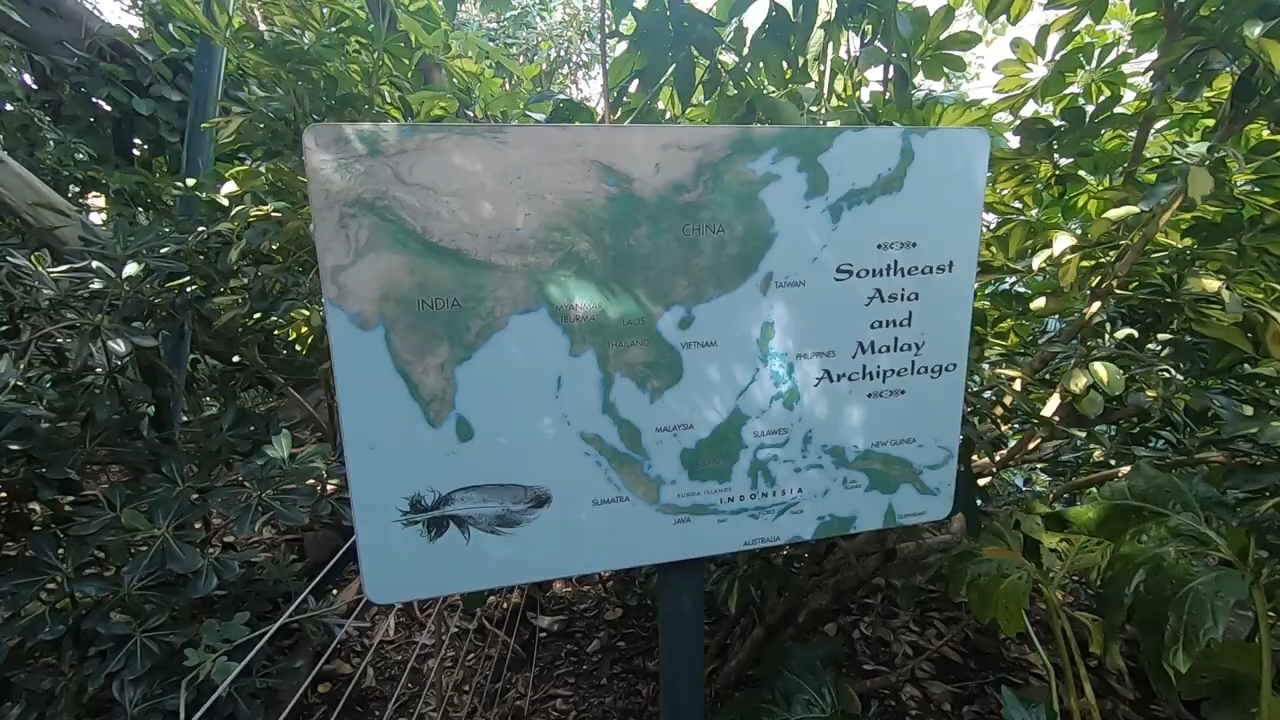 CHINA
Southeast
Asia
and
Malay
Archipelago
TAIWAN
INDIA
MYANMAR
(BURMA)
LAOS
THAILAND
VIETNAM
PHILIPPINES
MALAYSIA
SULAWESI
NEW GUINEA
SUMATRA
SUNDA ISLANDS
INDONESIA
JAVA
AUSTRALIA